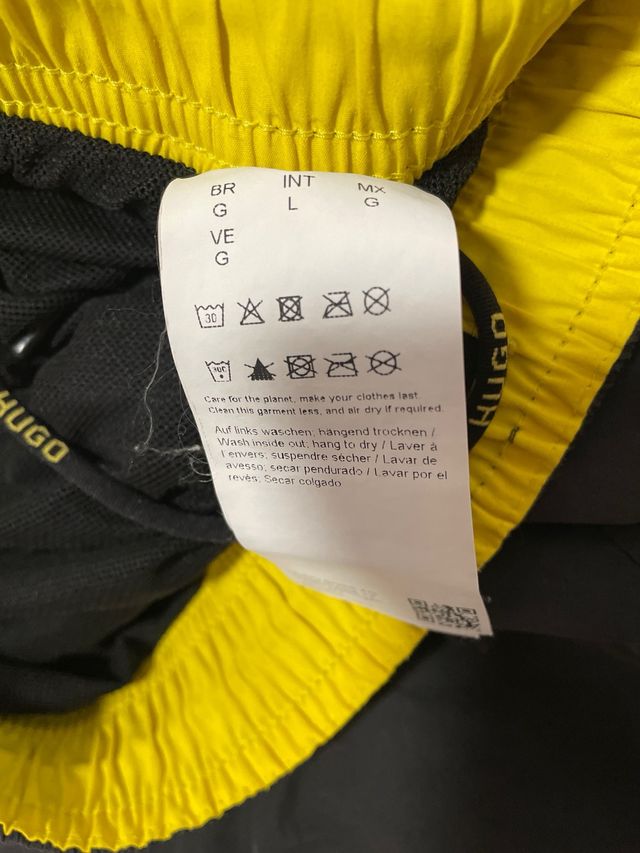 BR INT MX
G L G
VE
G
30
30C
Care for the planet, make your clothes last.
Clean this garment less, and air dry if required.
Auf links waschen; hängend trocknen /
Wash inside out; hang to dry / Laver à
l'envers; suspendre sécher / Lavar de
avesso; secar pendurado / Lavar por el
revés; Secar colgado
HUGO
HUGO